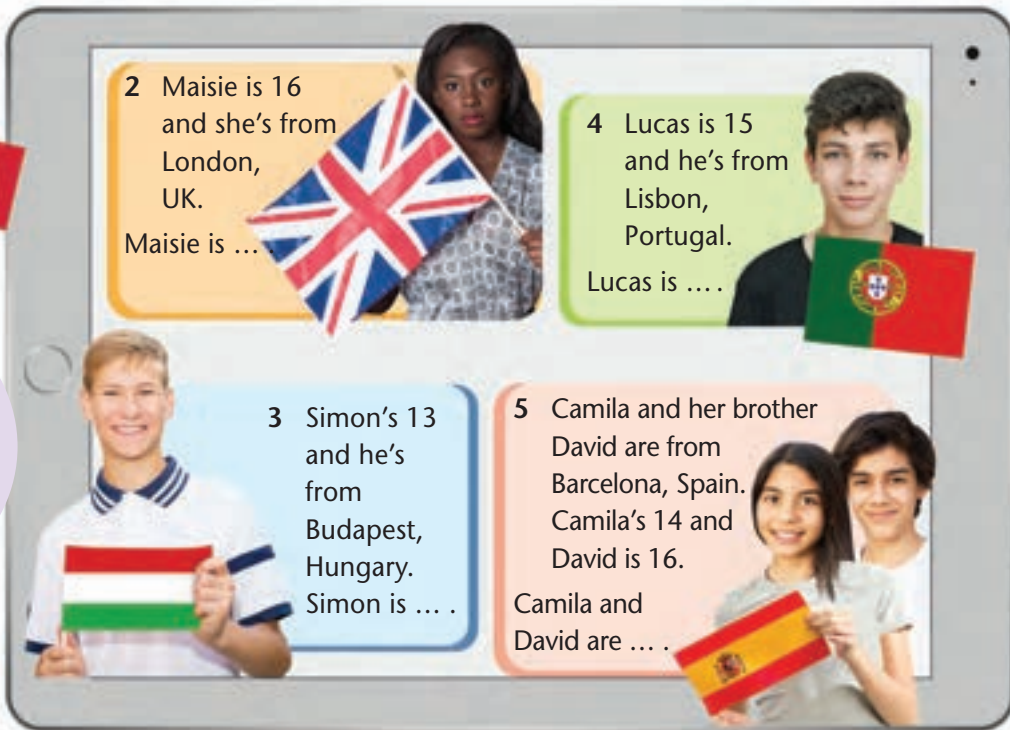 2 Maisie is 16
and she's from
London,
UK.
Maisie is ... .
3 Simon's 13
and he's
from
Budapest,
Hungary.
Simon is ... .
4 Lucas is 15
and he's from
Lisbon,
Portugal.
Lucas is ... .
5 Camila and her brother
David are from
Barcelona, Spain.
Camila's 14 and
David is 16.
Camila and
David are ... .